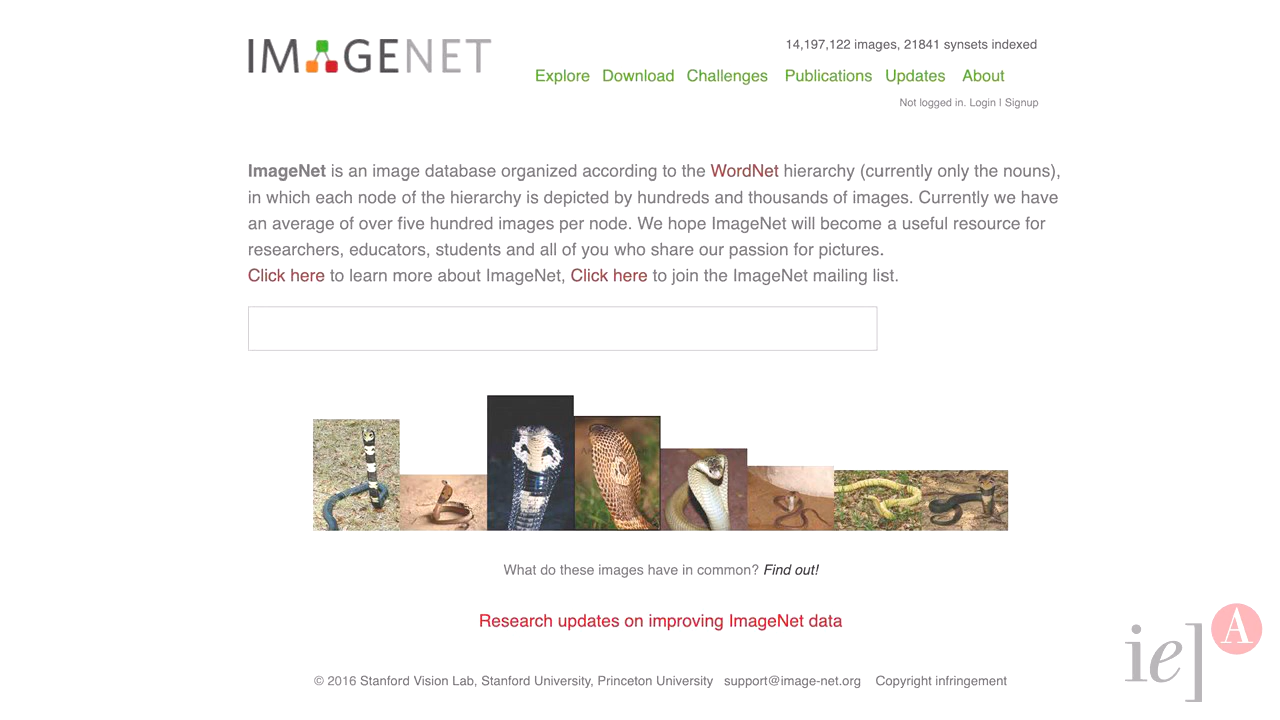 IMAGENET
14,197,122 images, 21841 synsets indexed
Explore Download Challenges Publications Updates About
Not logged in. Login | Signup
ImageNet is an image database organized according to the WordNet hierarchy (currently only the nouns),
in which each node of the hierarchy is depicted by hundreds and thousands of images. Currently we have
an average of over five hundred images per node. We hope ImageNet will become a useful resource for
researchers, educators, students and all of you who share our passion for pictures.
Click here to learn more about ImageNet, Click here to join the ImageNet mailing list.
What do these images have in common? Find out!
Research updates on improving ImageNet data
© 2016 Stanford Vision Lab, Stanford University, Princeton University support@image-net.org Copyright infringement
ie] A